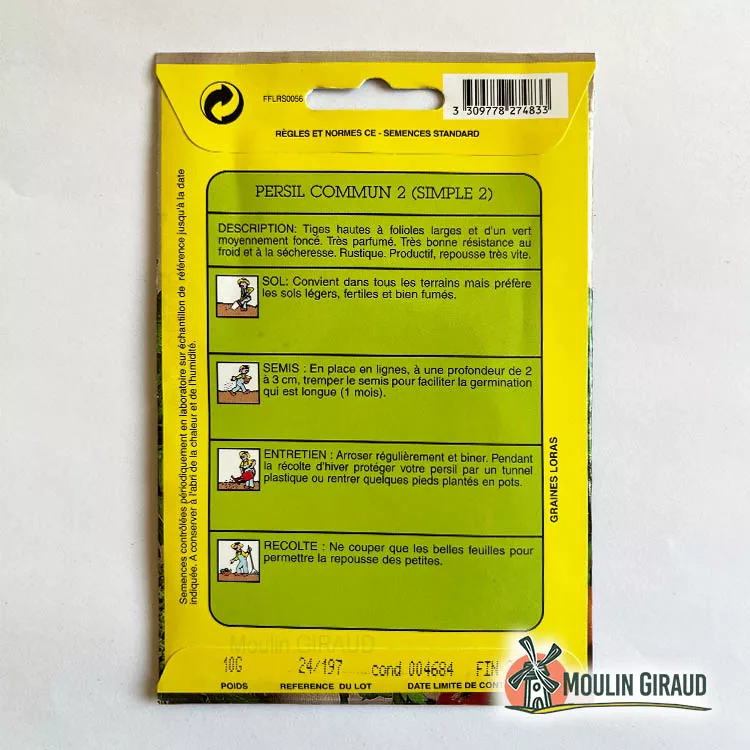 FFLRS0056
3 309778 274833
RÈGLES ET NORMES CE - SEMENCES STANDARD
PERSIL COMMUN 2 (SIMPLE 2)
DESCRIPTION: Tiges hautes à folioles larges et d'un vert
moyennement foncé. Très parfumé. Très bonne résistance au
froid et à la sécheresse. Rustique. Productif, repousse très vite.
SOL: Convient dans tous les terrains mais préfère
les sols légers, fertiles et bien fumés.
SEMIS : En place en lignes, à une profondeur de 2
à 3 cm, tremper le semis pour faciliter la germination
qui est longue (1 mois).
ENTRETIEN : Arroser régulièrement et biner. Pendant
la récolte d'hiver protéger votre persil par un tunnel
plastique ou rentrer quelques pieds plantés en pots.
RECOLTE : Ne couper que les belles feuilles pour
permettre la repousse des petites.
Semences contrôlées périodiquement en laboratoire sur échantillon de référence jusqu'à la date
indiquée. A conserver à l'abri de la chaleur et de l'humidité.
GRAINES LORAS
Moulin GIRAUD
10G 24/197 cond 004684 FIN
POIDS REFERENCE DU LOT DATE LIMITE DE
MOULIN GIRAUD